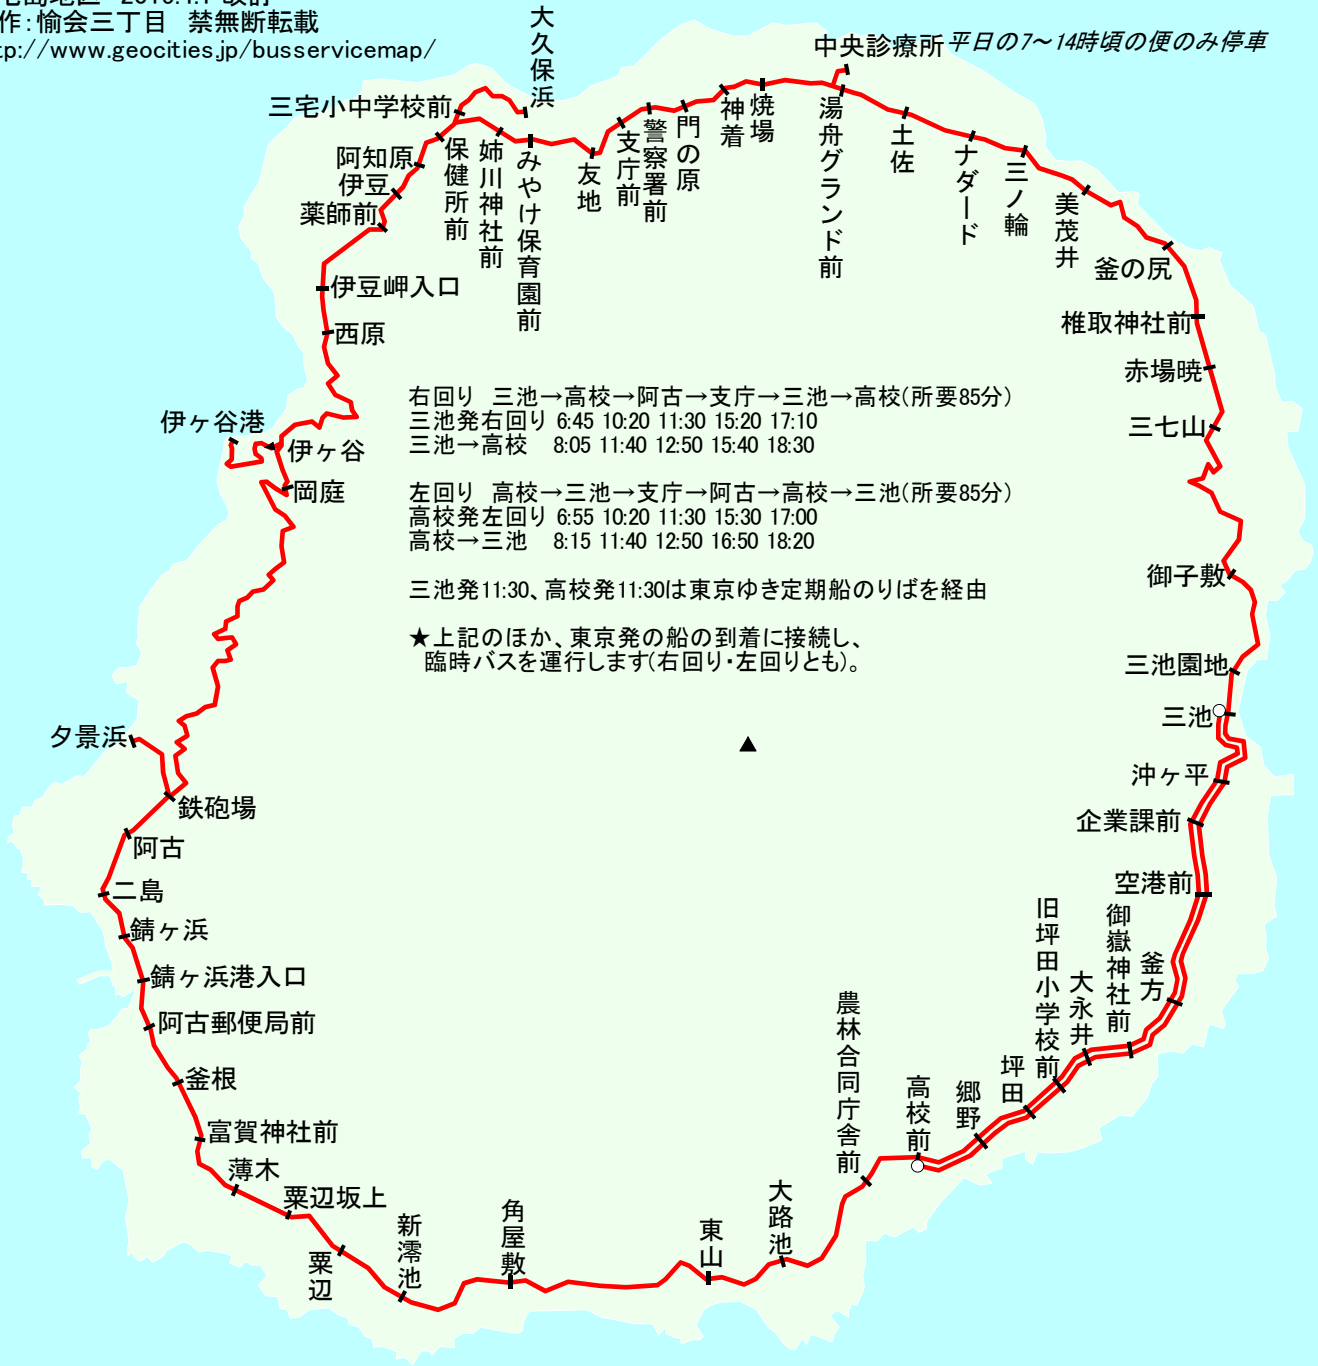 作：愉会三丁目　禁無断転載
tp://www.geocities.jp/busservicemap/
大久保浜
中央診療所
平日の7～14時頃の便のみ停車
三宅小中学校前
阿知原
伊豆
薬師前
保健所前
姉川神社前
みやけ保育園前
友地
支庁前
警察署前
門の原
神着
焼場
湯舟グランド前
土佐
ナダード
三ノ輪
美茂井
釜の尻
椎取神社前
赤場暁
三七山
伊豆岬入口
西原
伊ヶ谷港
伊ヶ谷
岡庭
右回り　三池→高校→阿古→支庁→三池→高校(所要85分)
三池発右回り 6:45 10:20 11:30 15:20 17:10
三池→高校　8:05 11:40 12:50 15:40 18:30
左回り　高校→三池→支庁→阿古→高校→三池(所要85分)
高校発左回り 6:55 10:20 11:30 15:30 17:00
高校→三池　8:15 11:40 12:50 16:50 18:20
三池発11:30、高校発11:30は東京ゆき定期船のりばを経由
★上記のほか、東京発の船の到着に接続し、
臨時バスを運行します(右回り・左回りとも)。
御子敷
三池園地
三池
沖ヶ平
企業課前
空港前
夕景浜
鉄砲場
阿古
二島
錆ヶ浜
錆ヶ浜港入口
阿古郵便局前
釜根
富賀神社前
薄木
粟辺坂上
粟辺
新澪池
角屋敷
東山
大路池
農林合同庁舎前
高校前
郷野
坪田
旧坪田小学校前
大永井
御嶽神社前
釜方